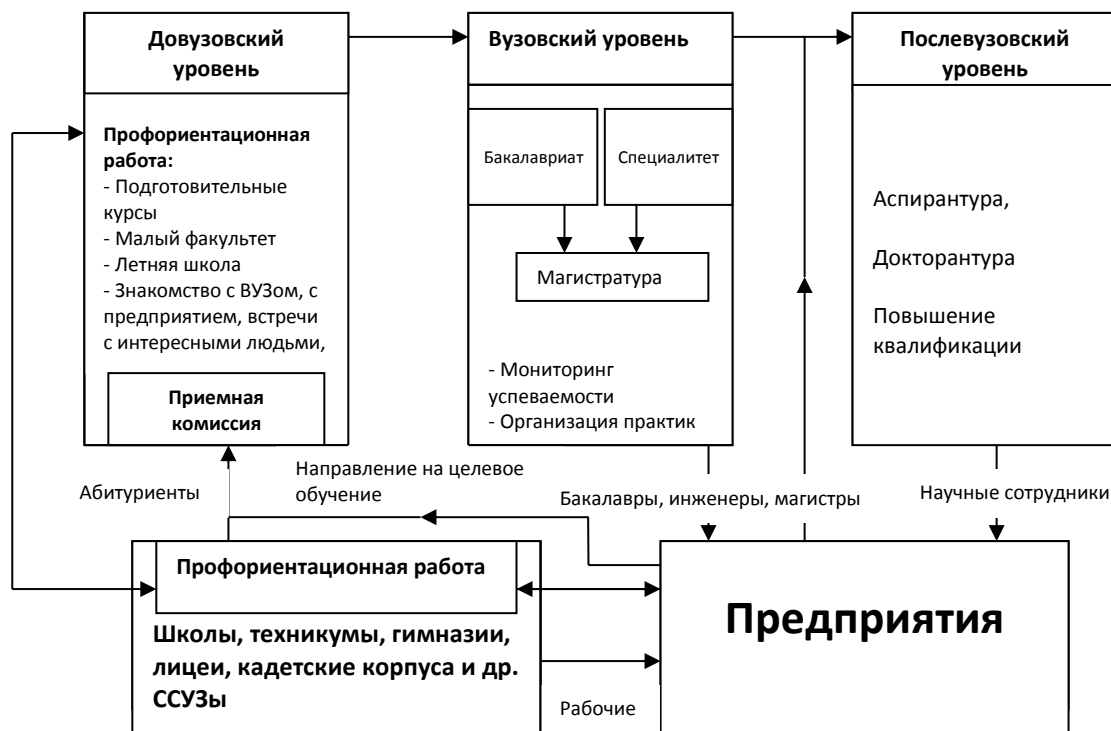 Довузовский
уровень
Вузовский уровень
Послевузовский
уровень
Профориентационная
работа:
- Подготовительные
курсы
- Малый факультет
- Летняя школа
- Знакомство с ВУЗом, с
предприятием, встречи
с интересными людьми,
Приемная
комиссия
Бакалавриат
Специалитет
Магистратура
- Мониторинг
успеваемости
- Организация практик
Аспирантура,
Докторантура
Повышение
квалификации
Абитуриенты
Направление на целевое
обучение
Бакалавры, инженеры, магистры
Научные сотрудники
Профориентационная работа
Школы, техникумы, гимназии,
лицеи, кадетские корпуса и др.
ССУЗы
Рабочие
Предприятия